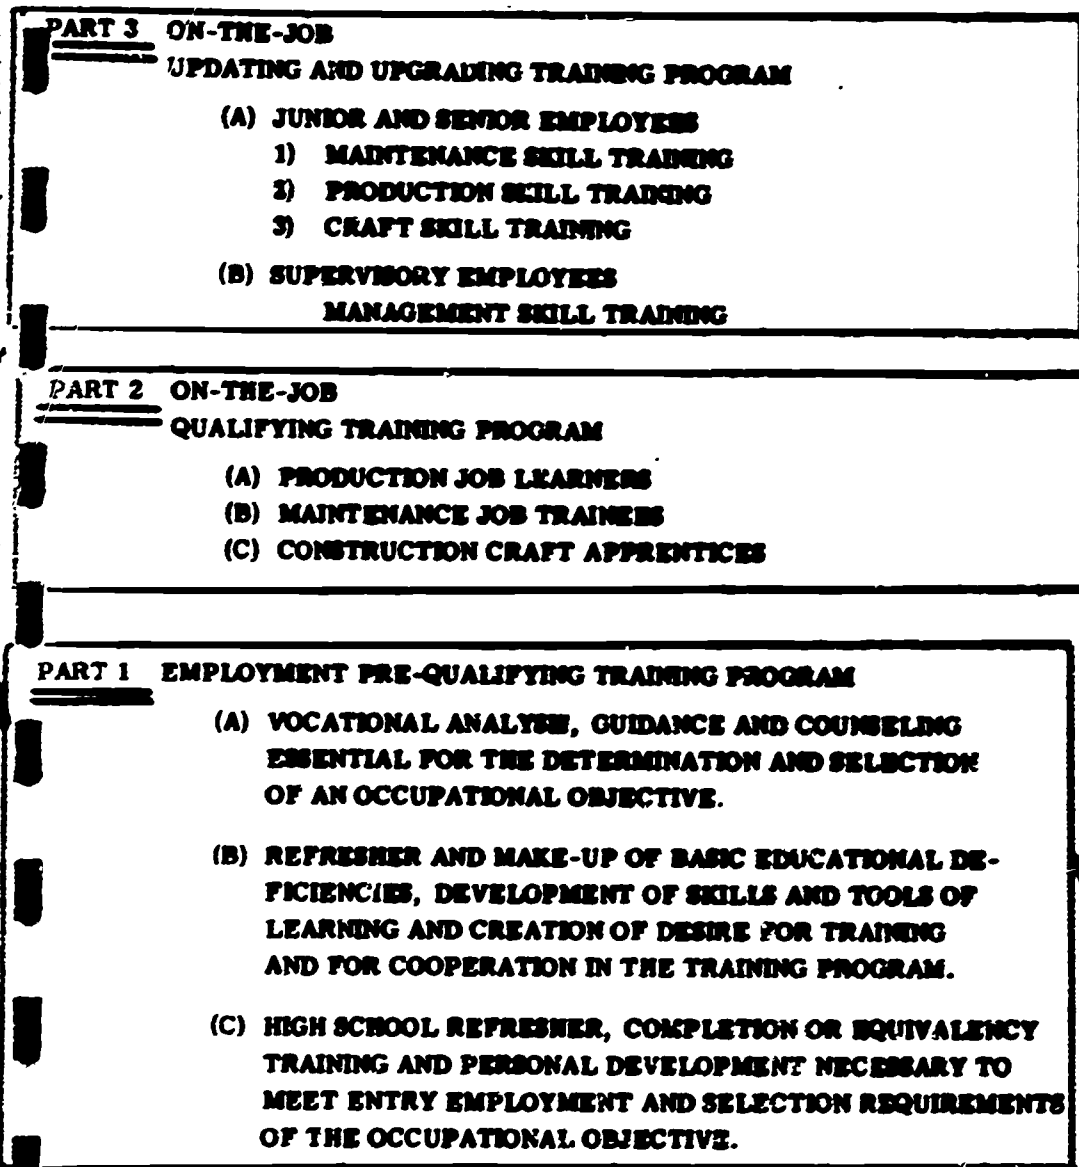 PART 3 ON-THE-JOB
UPDATING AND UPGRADING TRAINING PROGRAM
(A) JUNIOR AND SENIOR EMPLOYEES
1) MAINTENANCE SKILL TRAINING
2) PRODUCTION SKILL TRAINING
3) CRAFT SKILL TRAINING
(B) SUPERVISORY EMPLOYEES
MANAGEMENT SKILL TRAINING
PART 2 ON-THE-JOB
QUALIFYING TRAINING PROGRAM
(A) PRODUCTION JOB LEARNERS
(B) MAINTENANCE JOB TRAINEES
(C) CONSTRUCTION CRAFT APPRENTICES
PART 1 EMPLOYMENT PRE-QUALIFYING TRAINING PROGRAM
(A) VOCATIONAL ANALYSIS, GUIDANCE AND COUNSELING
ESSENTIAL FOR THE DETERMINATION AND SELECTION
OF AN OCCUPATIONAL OBJECTIVE.
(B) REFRESHER AND MAKE-UP OF BASIC EDUCATIONAL DE-
FICIENCIES, DEVELOPMENT OF SKILLS AND TOOLS OF
LEARNING AND CREATION OF DESIRE FOR TRAINING
AND FOR COOPERATION IN THE TRAINING PROGRAM.
(C) HIGH SCHOOL REFRESHER, COMPLETION OR EQUIVALENCY
TRAINING AND PERSONAL DEVELOPMENT NECESSARY TO
MEET ENTRY EMPLOYMENT AND SELECTION REQUIREMENTS
OF THE OCCUPATIONAL OBJECTIVE.